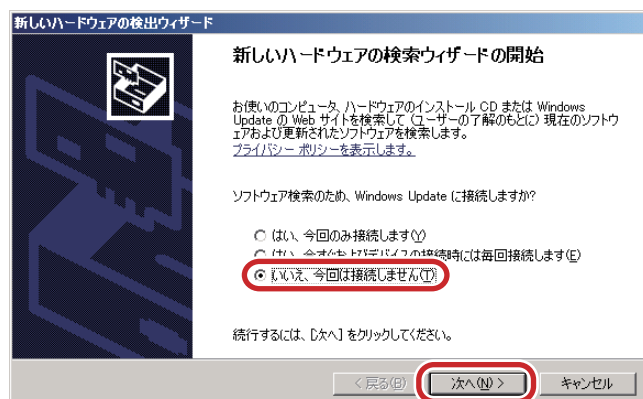 新しいハードウェアの検出ウィザード
新しいハードウェアの検索ウィザードの開始
お使いのコンピュータ、ハードウェアのインストール CD または Windows
Update の Web サイトを検索して (ユーザーの了解のもとに) 現在のソフトウ
ェアおよび更新されたソフトウェアを検索します。
プライバシー ポリシーを表示します。
ソフトウェア検索のため、Windows Update に接続しますか?
はい、今回のみ接続します(Y)
はい、今すぐおよびデバイスの接続時には毎回接続します(E)
いいえ、今回は接続しません(T)
続行するには、[次へ] をクリックしてください。
< 戻る(B) 次へ(N) > キャンセル